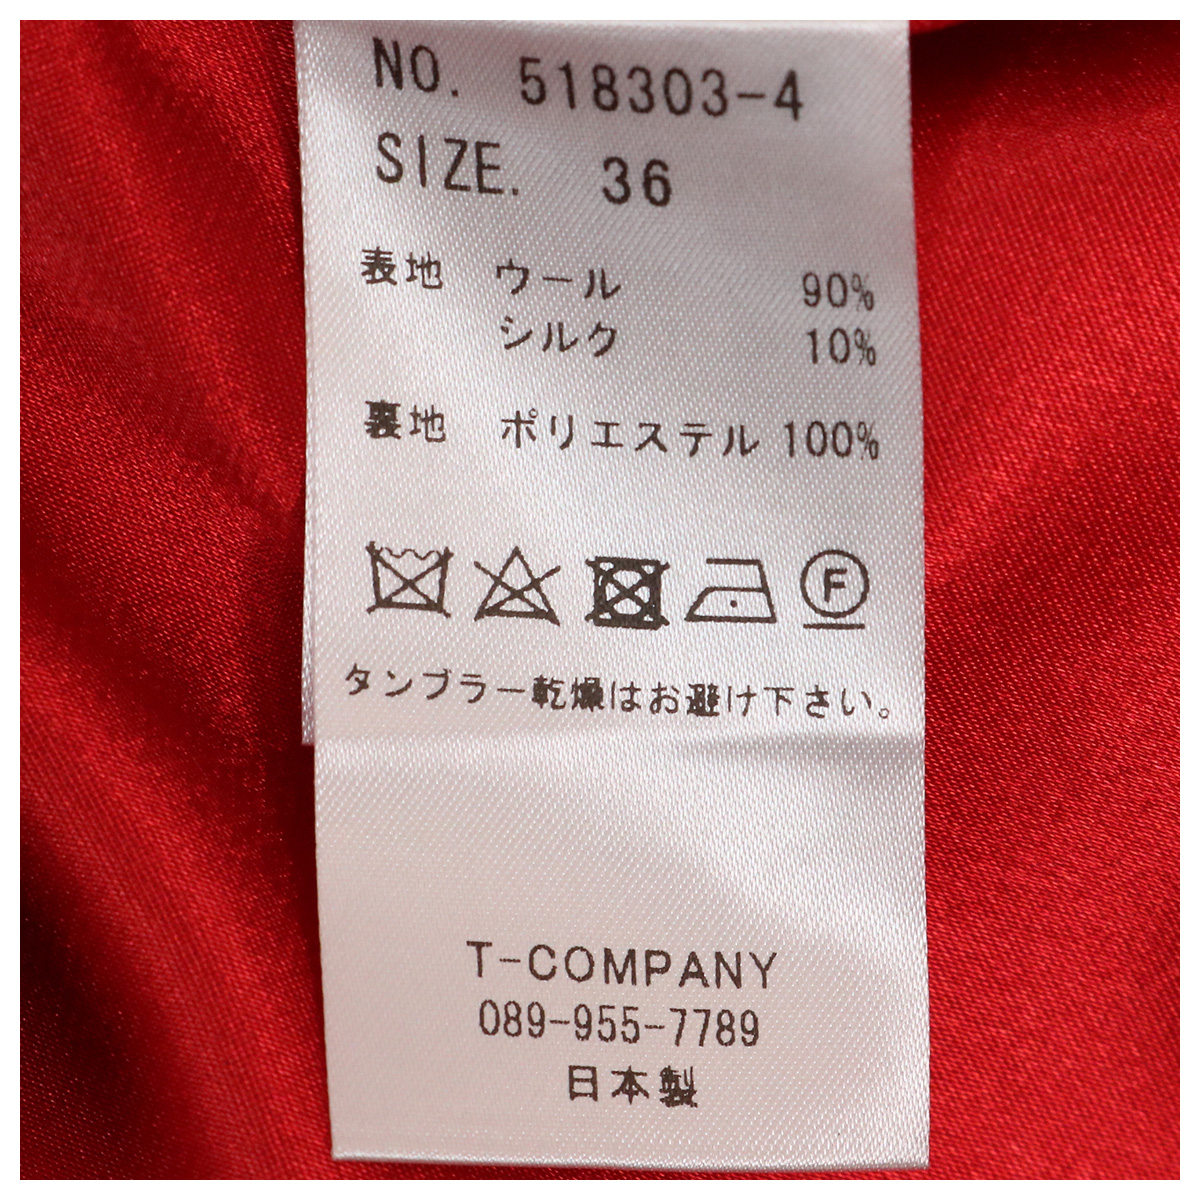 NO. 518303-4
SIZE. 36
表地 ウール 90%
シルク 10%
裏地 ポリエステル 100%
F
タンブラー乾燥はお避け下さい。
T-COMPANY
089-955-7789
日本製